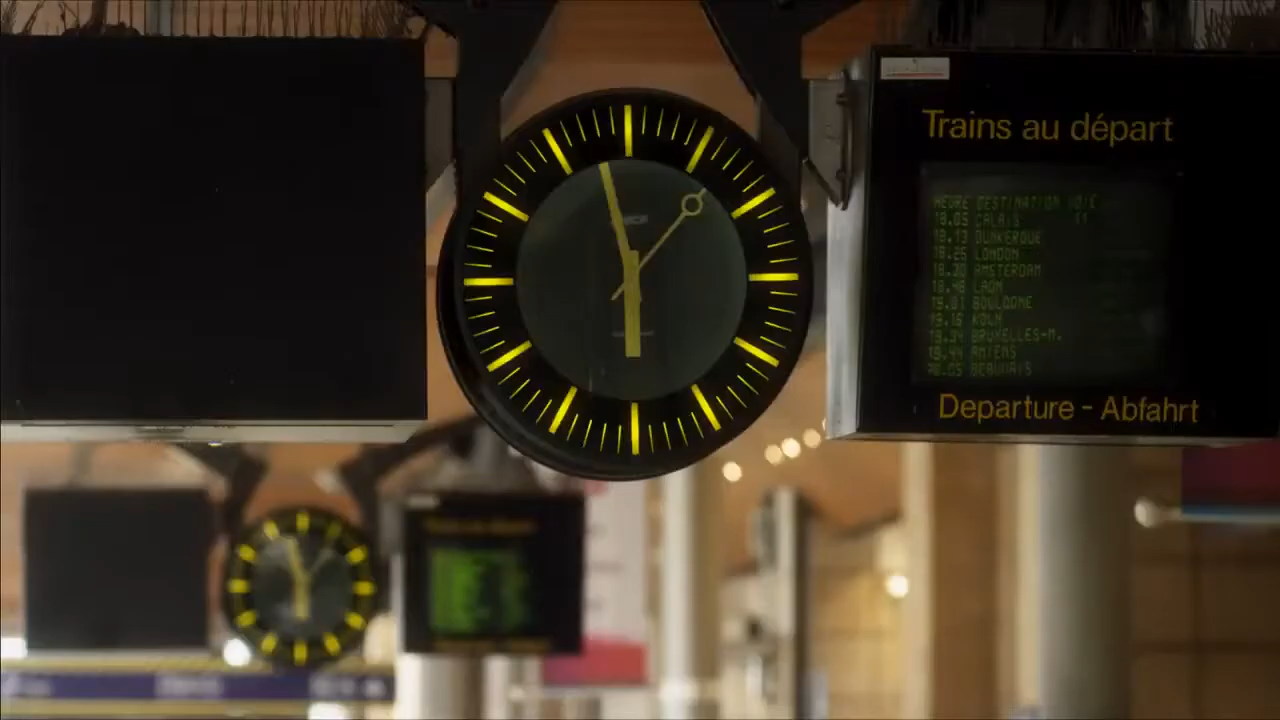 Trains au départ
HEURE DESTINATION VOIE
18.05 CALAIS 11
18.13 DUNKERQUE
18.25 LONDON
18.30 AMSTERDAM
18.48 LAON
19.01 BOULOGNE
19.16 KOLN
19.34 BRUXELLES-M.
19.44 AMIENS
20.05 BEAUVAIS
Departure - Abfahrt